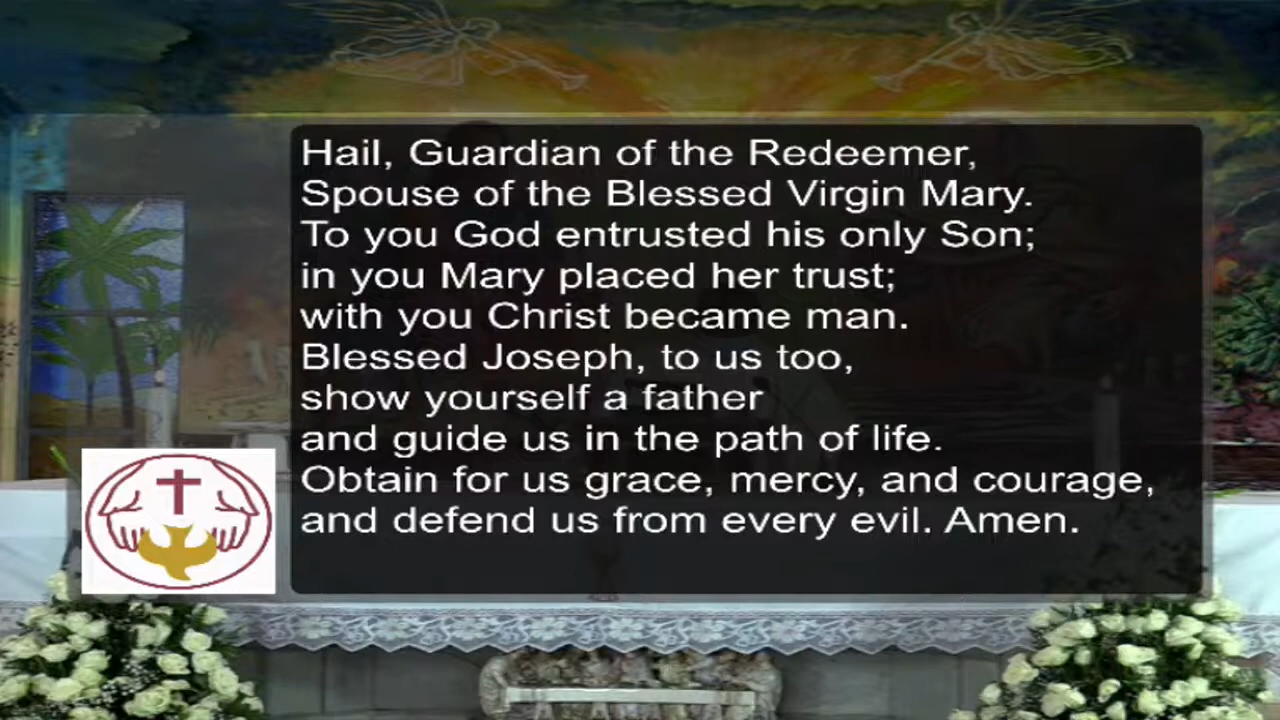 Hail, Guardian of the Redeemer,
Spouse of the Blessed Virgin Mary.
To you God entrusted his only Son;
in you Mary placed her trust;
with you Christ became man.
Blessed Joseph, to us too,
show yourself a father
and guide us in the path of life.
Obtain for us grace, mercy, and courage,
and defend us from every evil. Amen.